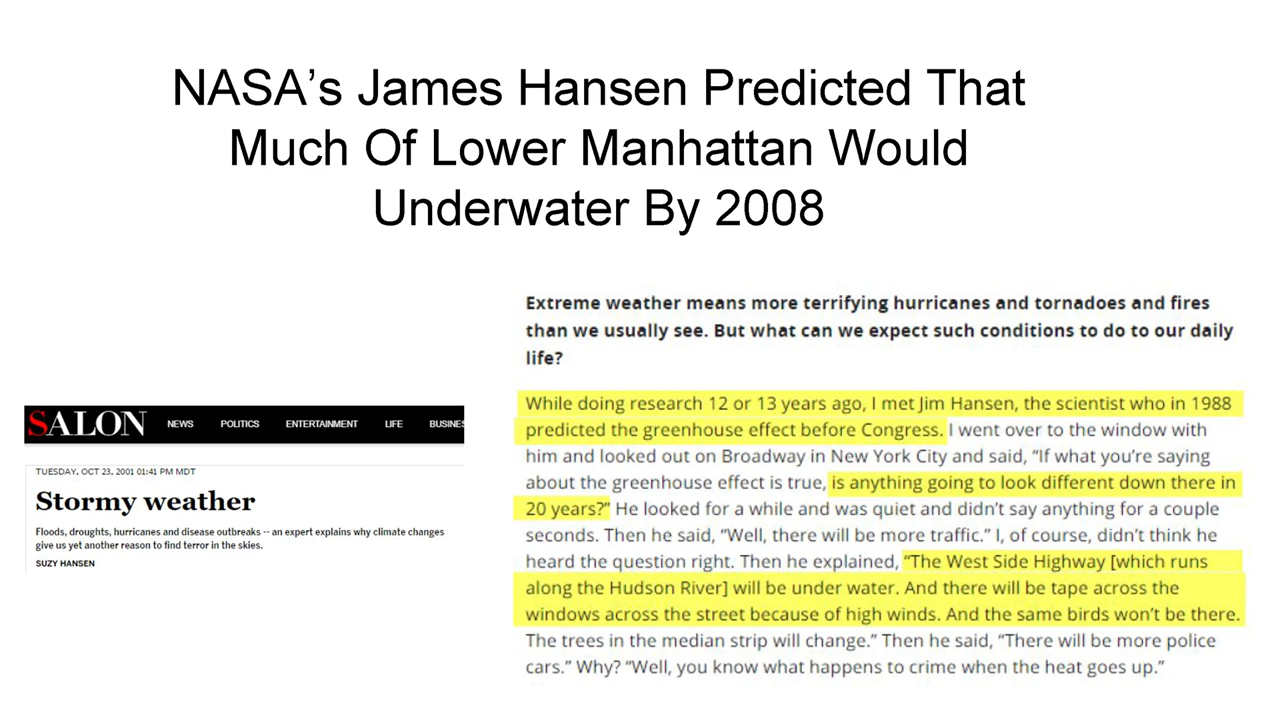 NASA’s James Hansen Predicted That
Much Of Lower Manhattan Would
Underwater By 2008
Extreme weather means more terrifying hurricanes and tornadoes and fires
than we usually see. But what can we expect such conditions to do to our daily
life?
While doing research 12 or 13 years ago, I met Jim Hansen, the scientist who in 1988
predicted the greenhouse effect before Congress. I went over to the window with
him and looked out on Broadway in New York City and said, “If what you’re saying
about the greenhouse effect is true, is anything going to look different down there in
20 years?” He looked for a while and was quiet and didn’t say anything for a couple
seconds. Then he said, “Well, there will be more traffic.” I, of course, didn’t think he
heard the question right. Then he explained, “The West Side Highway [which runs
along the Hudson River] will be under water. And there will be tape across the
windows across the street because of high winds. And the same birds won’t be there.
The trees in the median strip will change.” Then he said, “There will be more police
cars.” Why? “Well, you know what happens to crime when the heat goes up.”
SALON NEWS POLITICS ENTERTAINMENT LIFE BUSINES
TUESDAY, OCT 23, 2001 01:41 PM MDT
Stormy weather
Floods, droughts, hurricanes and disease outbreaks -- an expert explains why climate changes
give us yet another reason to find terror in the skies.
SUZY HANSEN